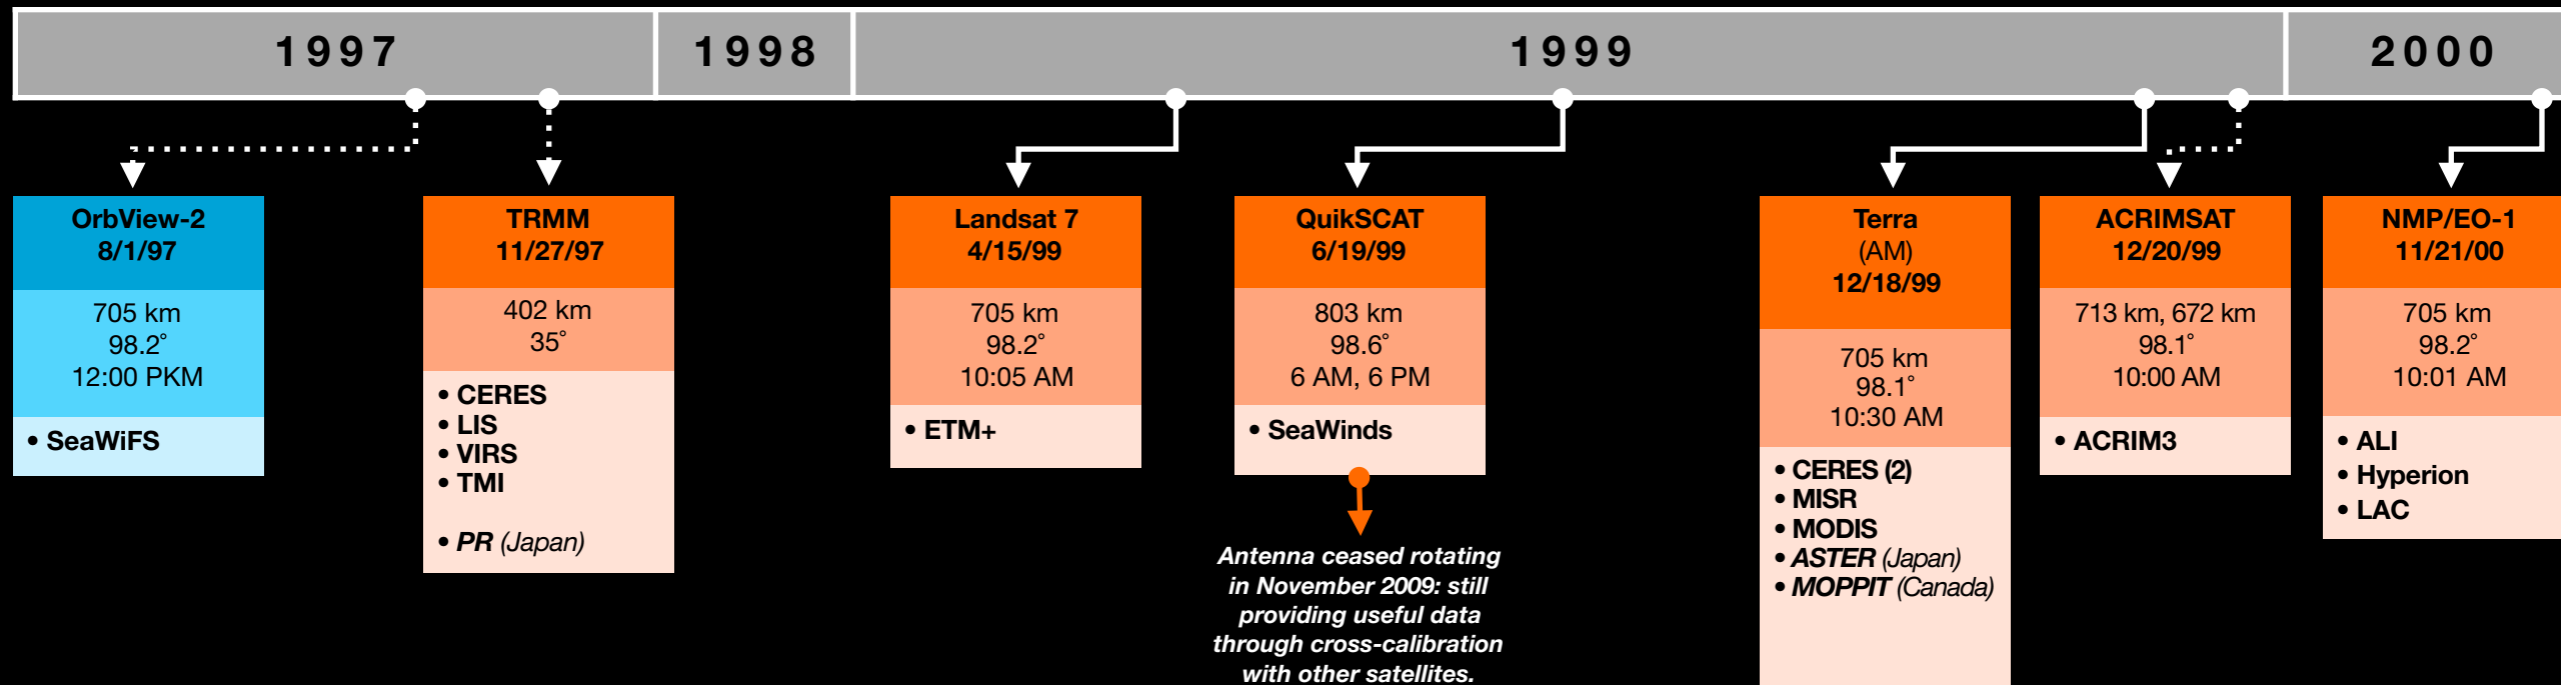 1997
1998
1999
2000
OrbView-2
8/1/97
705 km
98.2°
12:00 PKM
• SeaWiFS
TRMM
11/27/97
402 km
35°
• CERES
• LIS
• VIRS
• TMI
• PR (Japan)
Landsat 7
4/15/99
705 km
98.2°
10:05 AM
• ETM+
QuikSCAT
6/19/99
803 km
98.6°
6 AM, 6 PM
• SeaWinds
Antenna ceased rotating
in November 2009: still
providing useful data
through cross-calibration
with other satellites.
Terra
(AM)
12/18/99
705 km
98.1°
10:30 AM
• CERES (2)
• MISR
• MODIS
• ASTER (Japan)
• MOPPIT (Canada)
ACRIMSAT
12/20/99
713 km, 672 km
98.1°
10:00 AM
• ACRIM3
NMP/EO-1
11/21/00
705 km
98.2°
10:01 AM
• ALI
• Hyperion
• LAC